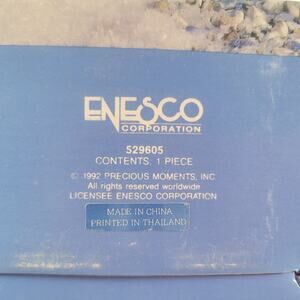 ENESCO
CORPORATION
529605
CONTENTS: 1 PIECE
© 1992 PRECIOUS MOMENTS, INC
All rights reserved worldwide
LICENSEE ENESCO CORPORATION
MADE IN CHINA
PRINTED IN THAILAND